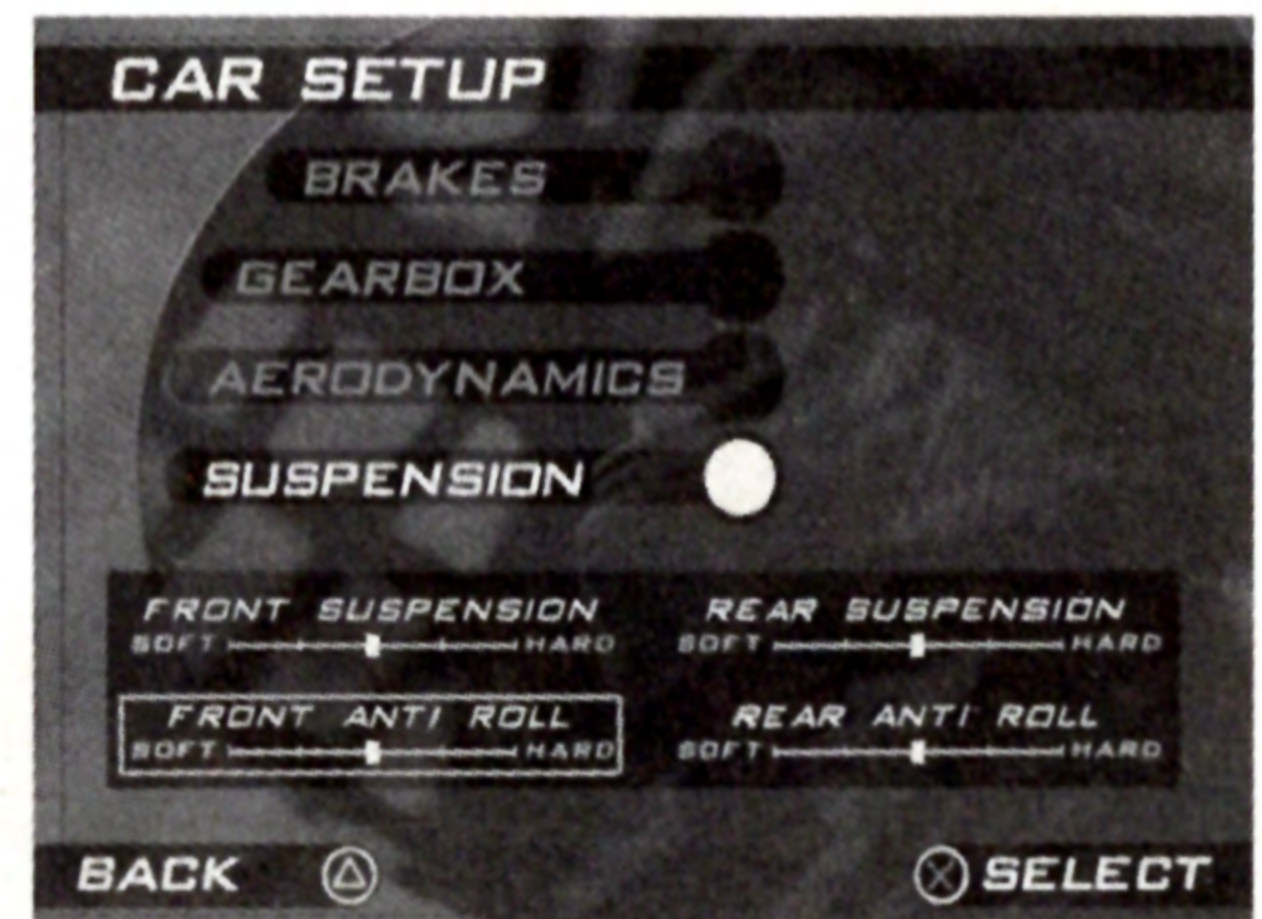 CAR SETUP
BRAKES
GEARBOX
AERODYNAMICS
SUSPENSION
FRONT SUSPENSION REAR SUSPENSION
SOFT HARD SOFT HARD
FRONT ANTI ROLL REAR ANTI ROLL
SOFT HARD SOFT HARD
BACK SELECT